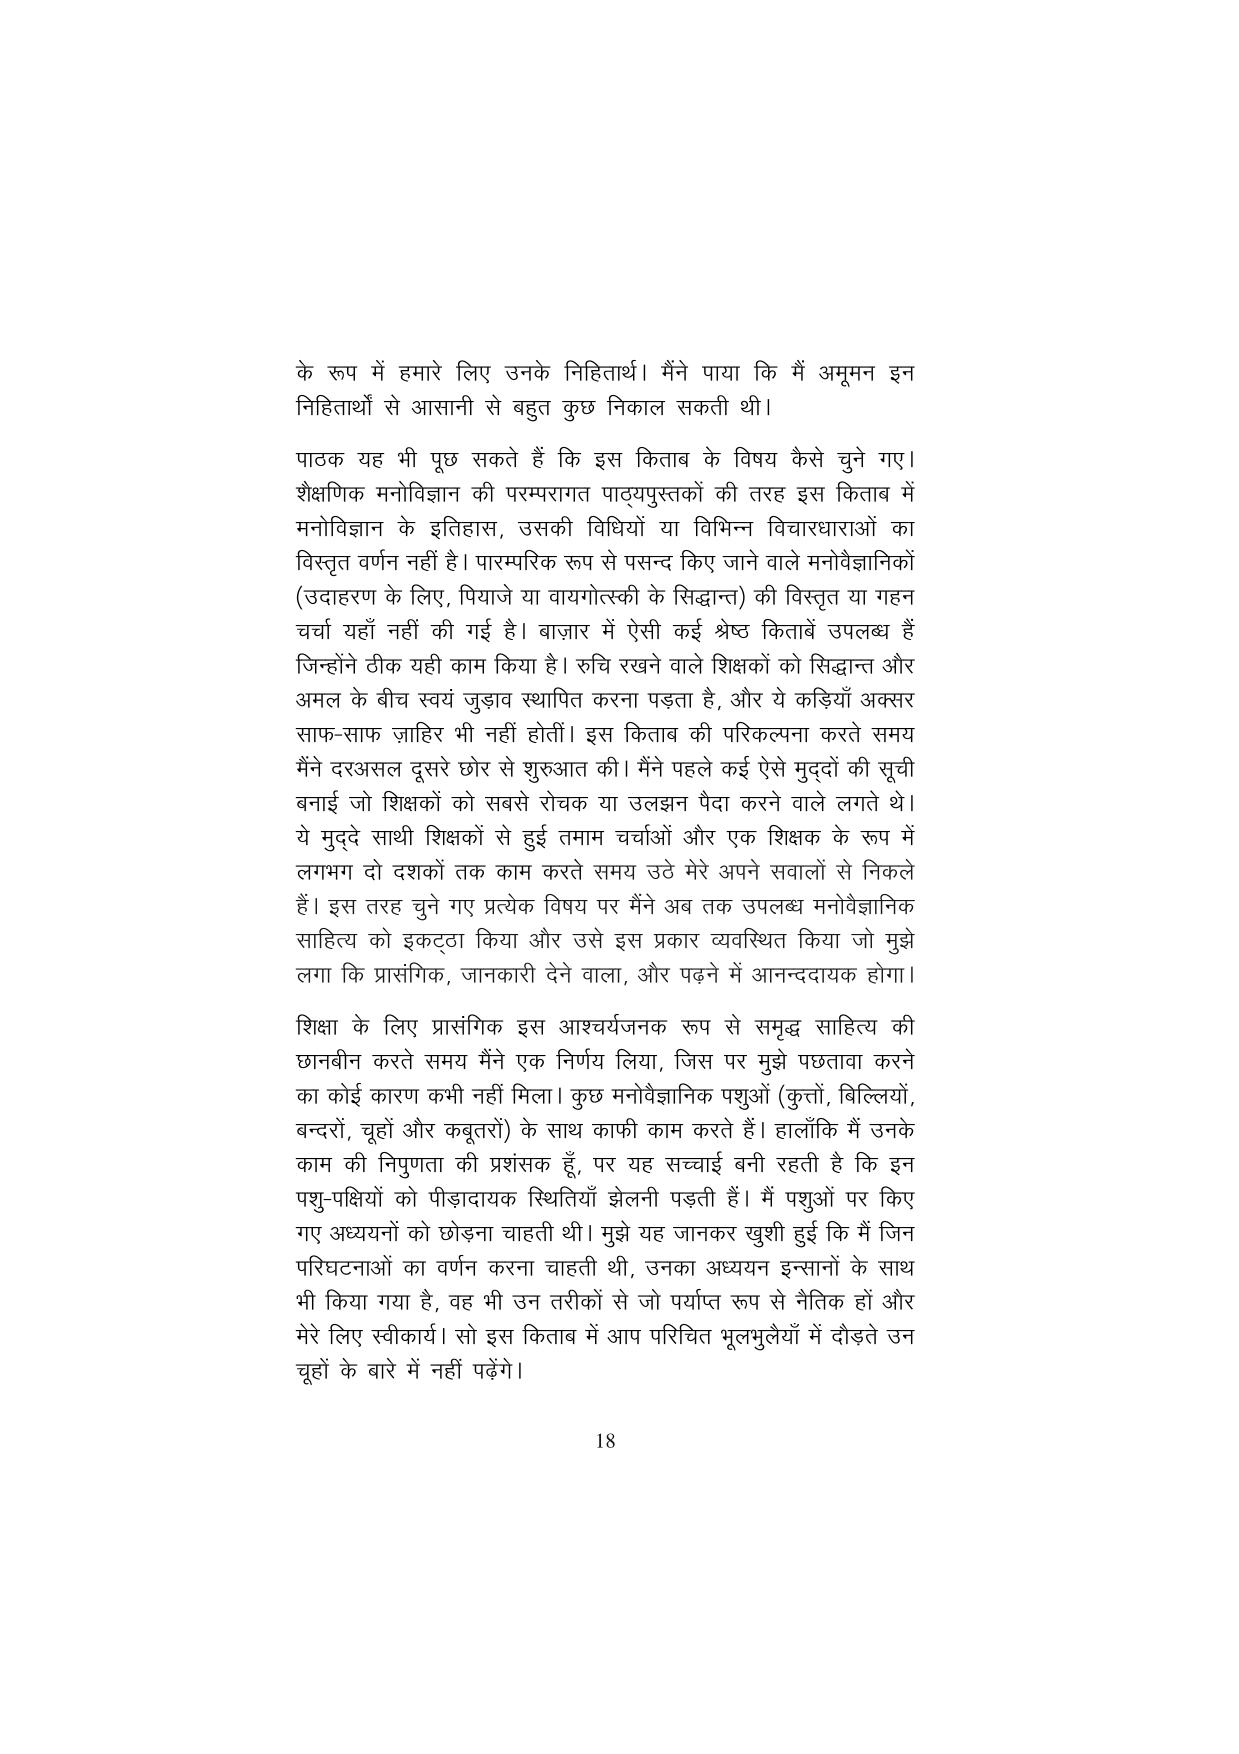 के रूप में हमारे लिए उनके निहितार्थ। मैंने पाया कि मैं अमूमन इन
निहितार्थों से आसानी से बहुत कुछ निकाल सकती थी।
पाठक यह भी पूछ सकते हैं कि इस किताब के विषय कैसे चुने गए।
शैक्षणिक मनोविज्ञान की परम्परागत पाठ्यपुस्तकों की तरह इस किताब में
मनोविज्ञान के इतिहास, उसकी विधियों या विभिन्न विचारधाराओं का
विस्तृत वर्णन नहीं है। पारम्परिक रूप से पसन्द किए जाने वाले मनोवैज्ञानिकों
(उदाहरण के लिए, पियाजे या वायगोत्स्की के सिद्धान्त) की विस्तृत या गहन
चर्चा यहाँ नहीं की गई है। बाज़ार में ऐसी कई श्रेष्ठ किताबें उपलब्ध हैं
जिन्होंने ठीक यही काम किया है। रुचि रखने वाले शिक्षकों को सिद्धान्त और
अमल के बीच स्वयं जुड़ाव स्थापित करना पड़ता है, और ये कड़ियाँ अक्सर
साफ-साफ ज़ाहिर भी नहीं होतीं। इस किताब की परिकल्पना करते समय
मैंने दरअसल दूसरे छोर से शुरुआत की। मैंने पहले कई ऐसे मुद्दों की सूची
बनाई जो शिक्षकों को सबसे रोचक या उलझन पैदा करने वाले लगते थे।
ये मुद्दे साथी शिक्षकों से हुई तमाम चर्चाओं और एक शिक्षक के रूप में
लगभग दो दशकों तक काम करते समय उठे मेरे अपने सवालों से निकले
हैं। इस तरह चुने गए प्रत्येक विषय पर मैंने अब तक उपलब्ध मनोवैज्ञानिक
साहित्य को इकट्ठा किया और उसे इस प्रकार व्यवस्थित किया जो मुझे
लगा कि प्रासंगिक, जानकारी देने वाला, और पढ़ने में आनन्ददायक होगा।
शिक्षा के लिए प्रासंगिक इस आश्चर्यजनक रूप से समृद्ध साहित्य की
छानबीन करते समय मैंने एक निर्णय लिया, जिस पर मुझे पछतावा करने
का कोई कारण कभी नहीं मिला। कुछ मनोवैज्ञानिक पशुओं (कुत्तों, बिल्लियों,
बन्दरों, चूहों और कबूतरों) के साथ काफी काम करते हैं। हालाँकि मैं उनके
काम की निपुणता की प्रशंसक हूँ, पर यह सच्चाई बनी रहती है कि इन
पशु-पक्षियों को पीड़ादायक स्थितियाँ झेलनी पड़ती हैं। मैं पशुओं पर किए
गए अध्ययनों को छोड़ना चाहती थी। मुझे यह जानकर खुशी हुई कि मैं जिन
परिघटनाओं का वर्णन करना चाहती थी, उनका अध्ययन इन्सानों के साथ
भी किया गया है, वह भी उन तरीकों से जो पर्याप्त रूप से नैतिक हों और
मेरे लिए स्वीकार्य। सो इस किताब में आप परिचित भूलभुलैयाँ में दौड़ते उन
चूहों के बारे में नहीं पढ़ेंगे।
18